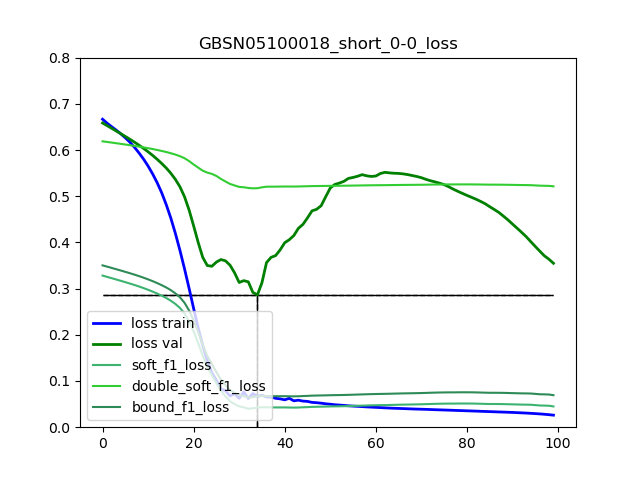 GBSN05100018_short_0-0_loss
0.8
0.7
0.6
0.5
0.4
0.3
0.2
0.1
0.0
loss train
loss val
soft_f1_loss
double_soft_f1_loss
bound_f1_loss
0 20 40 60 80 100